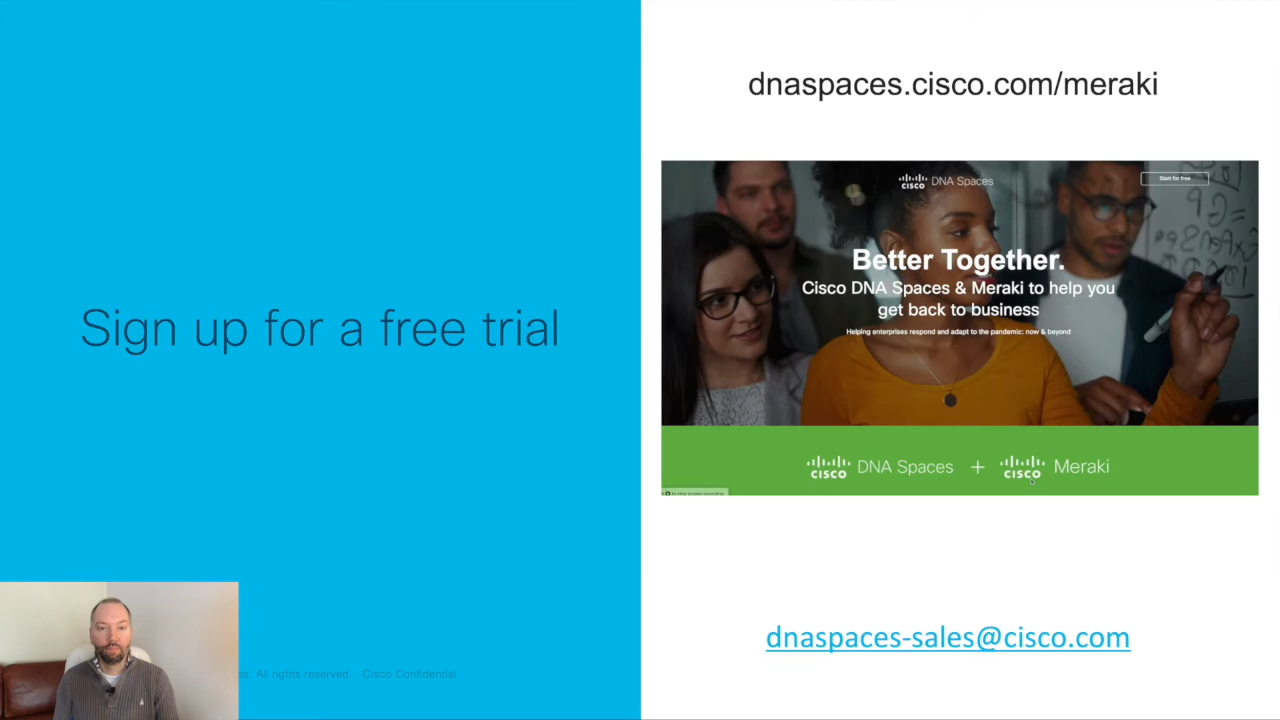 Sign up for a free trial
es. All rights reserved. Cisco Confidential
dnaspaces.cisco.com/meraki
CISCO DNA Spaces
Start for free
Better Together.
Cisco DNA Spaces & Meraki to help you
get back to business
Helping enterprises respond and adapt to the pandemic: now & beyond
CISCO DNA Spaces + CISCO Meraki
dnaspaces-sales@cisco.com